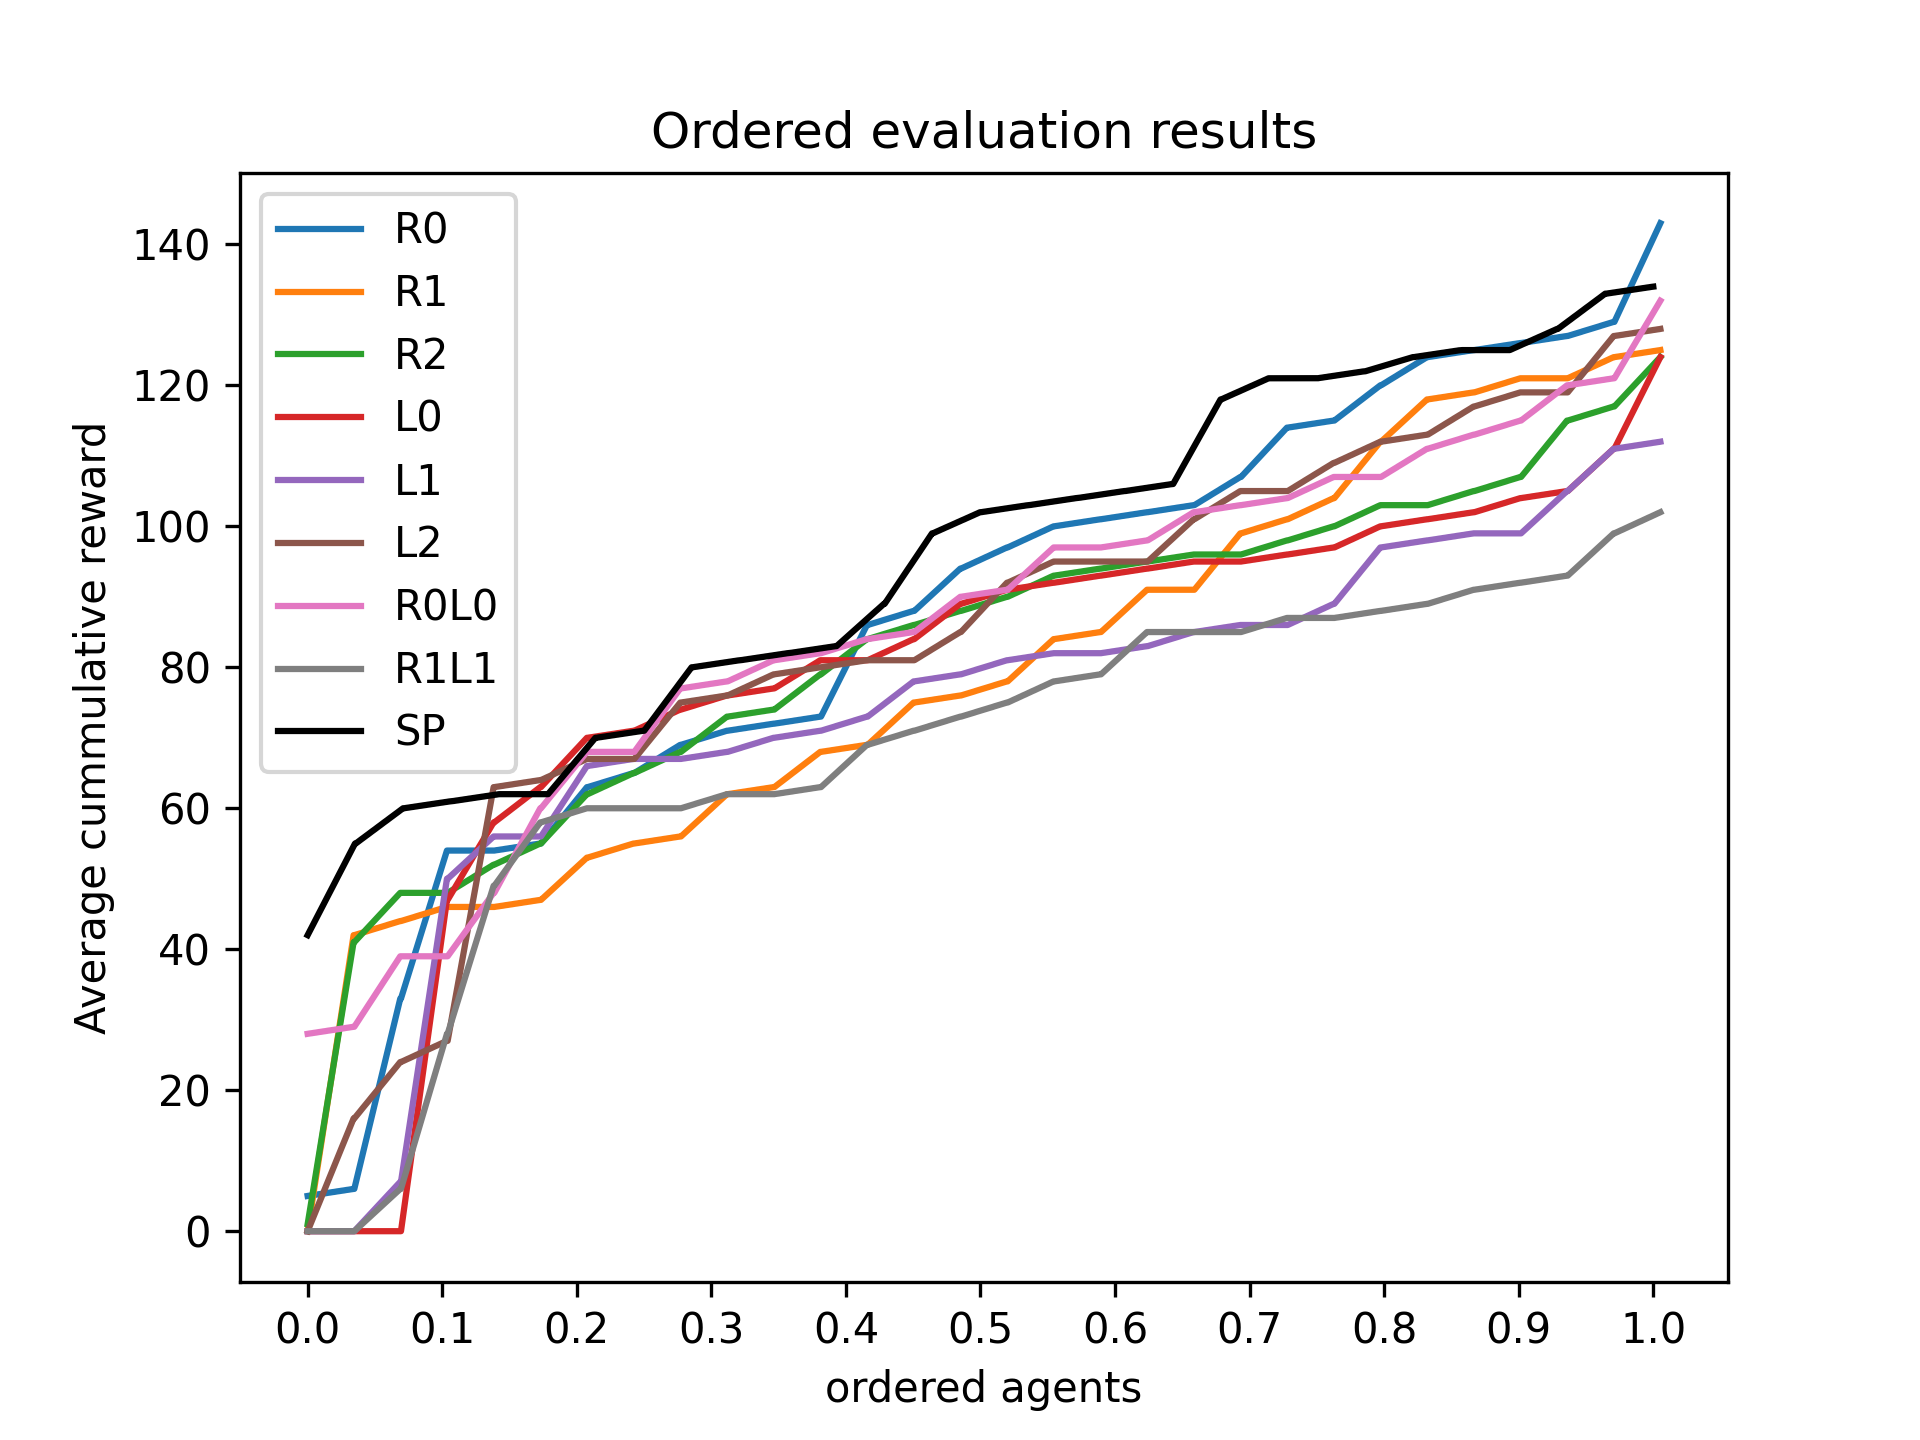 Ordered evaluation results
R0
R1
R2
L0
L1
L2
R0L0
R1L1
SP
140
120
100
80
60
40
20
0
Average cummulative reward
0.0 0.1 0.2 0.3 0.4 0.5 0.6 0.7 0.8 0.9 1.0
ordered agents